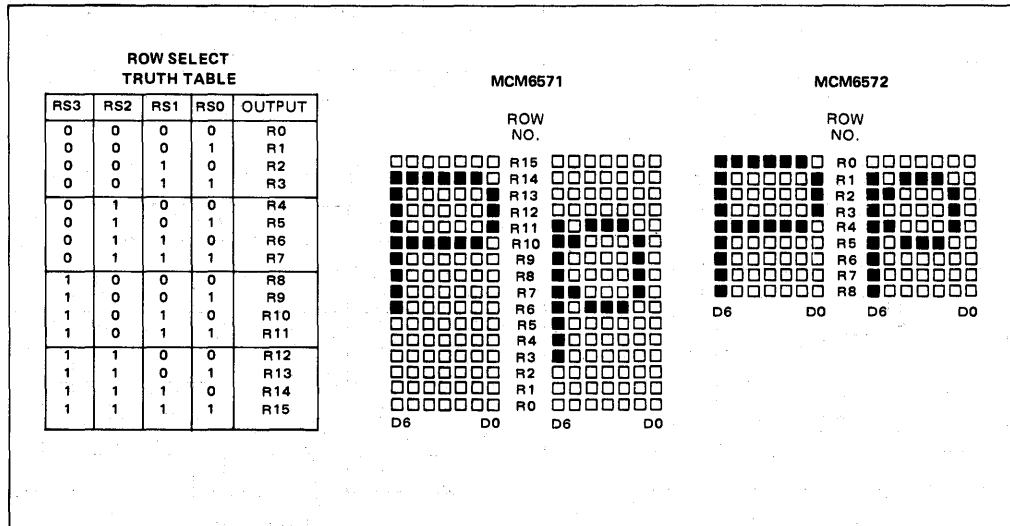 ROW SELECT
TRUTH TABLE
RS3 RS2 RS1 RS0 OUTPUT
0 0 0 0 R0
0 0 0 1 R1
0 0 1 0 R2
0 0 1 1 R3
0 1 0 0 R4
0 1 0 1 R5
0 1 1 0 R6
0 1 1 1 R7
1 0 0 0 R8
1 0 0 1 R9
1 0 1 0 R10
1 0 1 1 R11
1 1 0 0 R12
1 1 0 1 R13
1 1 1 0 R14
1 1 1 1 R15
MCM6571
ROW
NO.
R15
R14
R13
R12
R11
R10
R9
R8
R7
R6
R5
R4
R3
R2
R1
R0
D6 D0 D6 D0
MCM6572
ROW
NO.
R0
R1
R2
R3
R4
R5
R6
R7
R8
D6 D0 D6 D0